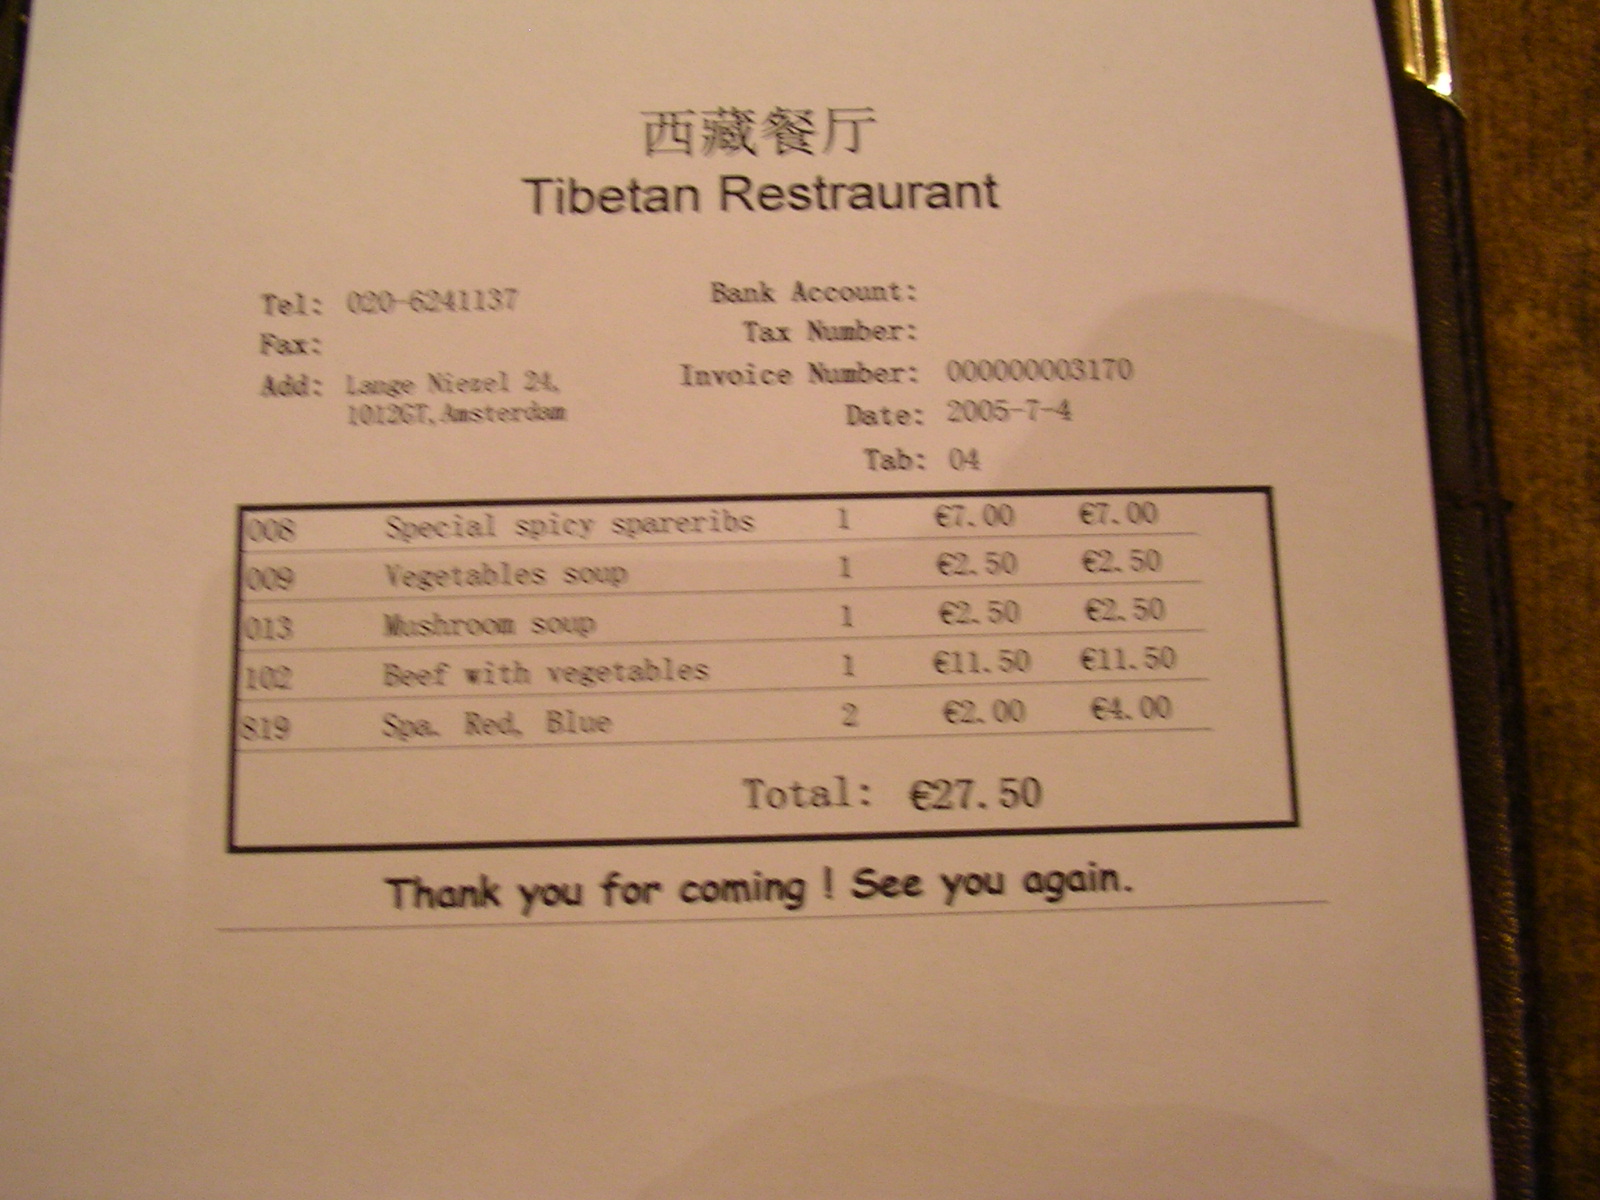 西藏餐厅
Tibetan Restraurant
Tel: 020-6241137
Fax:
Add: Lange Niezel 24,
1012GT, Amsterdam
Bank Account:
Tax Number:
Invoice Number: 000000003170
Date: 2005-7-4
Tab: 04
008 Special spicy spareribs 1 €7.00 €7.00
009 Vegetables soup 1 €2.50 €2.50
013 Mushroom soup 1 €2.50 €2.50
102 Beef with vegetables 1 €11.50 €11.50
819 Spa. Red, Blue 2 €2.00 €4.00
Total: €27.50
Thank you for coming ! See you again.